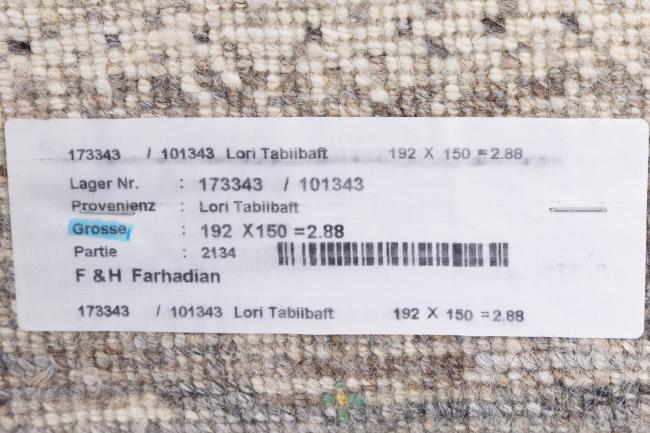 173343 / 101343 Lori Tabiibaft 192 X 150 =2.88
Lager Nr. : 173343 / 101343
Provenienz : Lori Tabiibaft
Grosse : 192 X150 =2.88
Partie : 2134
F & H Farhadian
173343 / 101343 Lori Tabiibaft 192 X 150 =2.88